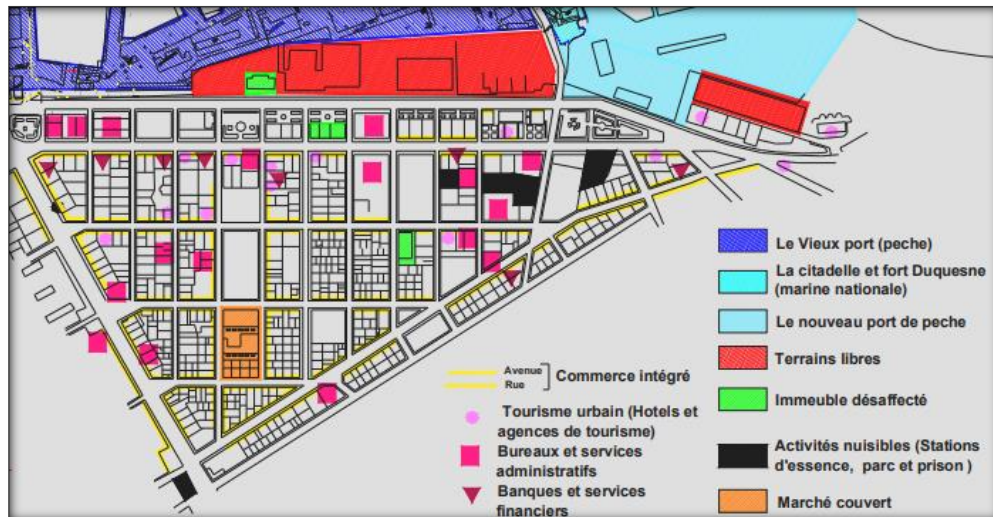 Le Vieux port (peche)
La citadelle et fort Duquesne
(marine nationale)
Le nouveau port de peche
Terrains libres
Immeuble désaffecté
Activités nuisibles (Stations
d'essence, parc et prison )
Marché couvert
Avenue
Rue
Commerce intégré
Tourisme urbain (Hotels et
agences de tourisme)
Bureaux et services
administratifs
Banques et services
financiers